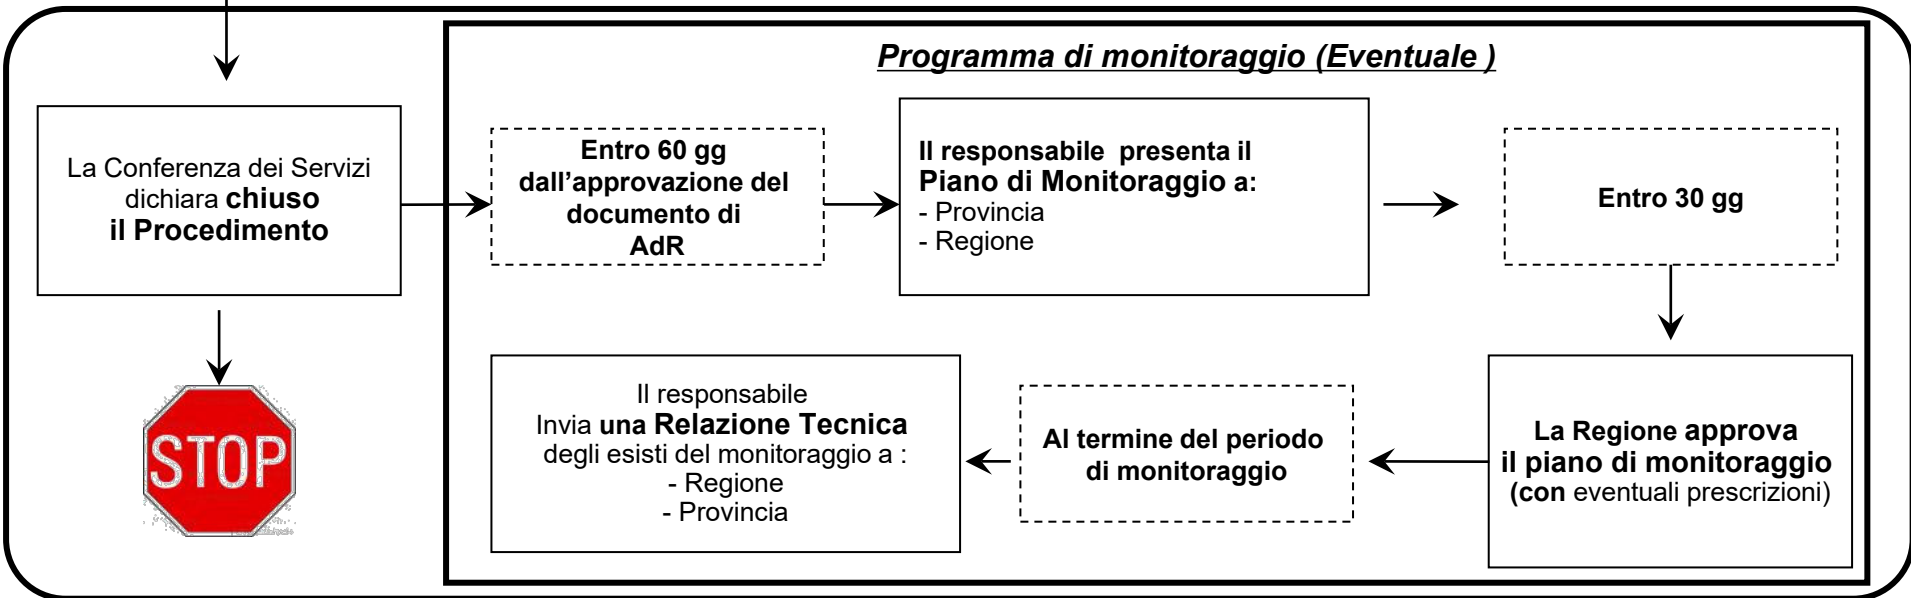 Programma di monitoraggio (Eventuale )
La Conferenza dei Servizi
dichiara chiuso
il Procedimento
Entro 60 gg
dall’approvazione del
documento di
AdR
Il responsabile  presenta il
Piano di Monitoraggio a:
- Provincia
- Regione
Entro 30 gg
La Regione approva
il piano di monitoraggio
(con eventuali prescrizioni)
Al termine del periodo
di monitoraggio
Il responsabile
Invia una Relazione Tecnica
degli esisti del monitoraggio a :
- Regione
- Provincia
STOP